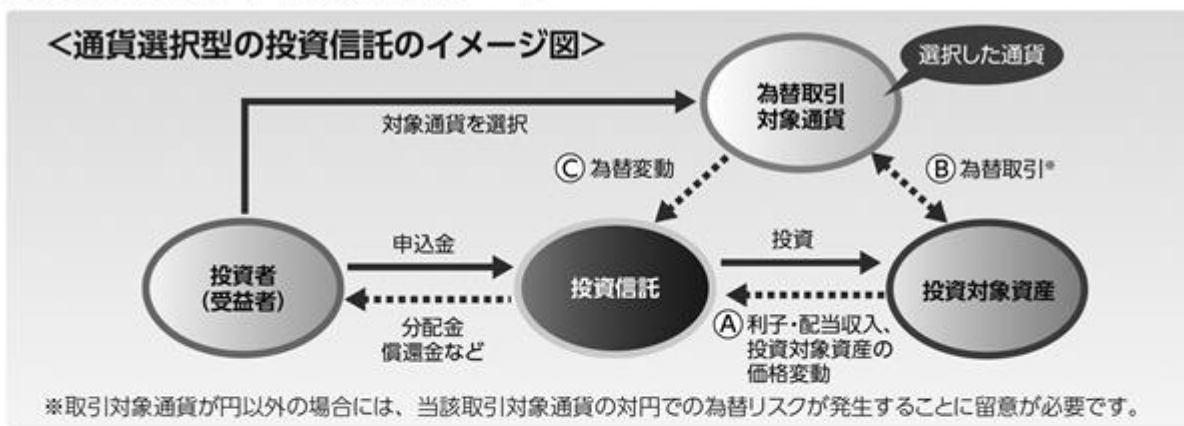 <通貨選択型の投資信託のイメージ図>
選択した通貨
為替取引
対象通貨
対象通貨を選択
Ⓒ 為替変動
Ⓑ 為替取引※
申込金
投資
投資者
(受益者)
投資信託
投資対象資産
分配金
償還金など
Ⓐ 利子・配当収入、
投資対象資産の
価格変動
※取引対象通貨が円以外の場合には、当該取引対象通貨の対円での為替リスクが発生することに留意が必要です。